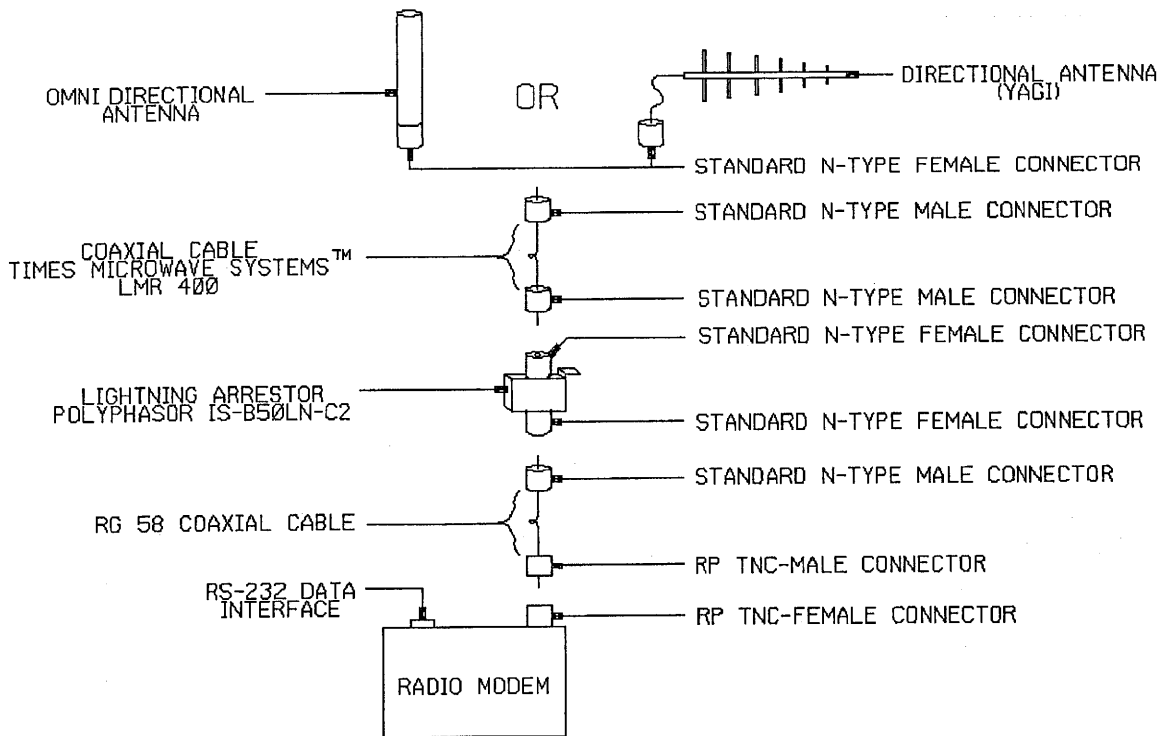 OMNI DIRECTIONAL
ANTENNA
OR
DIRECTIONAL ANTENNA
(YAGI)
STANDARD N-TYPE FEMALE CONNECTOR
STANDARD N-TYPE MALE CONNECTOR
COAXIAL CABLE
TIMES MICROWAVE SYSTEMS™
LMR 400
STANDARD N-TYPE MALE CONNECTOR
STANDARD N-TYPE FEMALE CONNECTOR
LIGHTNING ARRESTOR
POLYPHASOR IS-B50LN-C2
STANDARD N-TYPE FEMALE CONNECTOR
STANDARD N-TYPE MALE CONNECTOR
RG 58 COAXIAL CABLE
RP TNC-MALE CONNECTOR
RS-232 DATA
INTERFACE
RP TNC-FEMALE CONNECTOR
RADIO MODEM